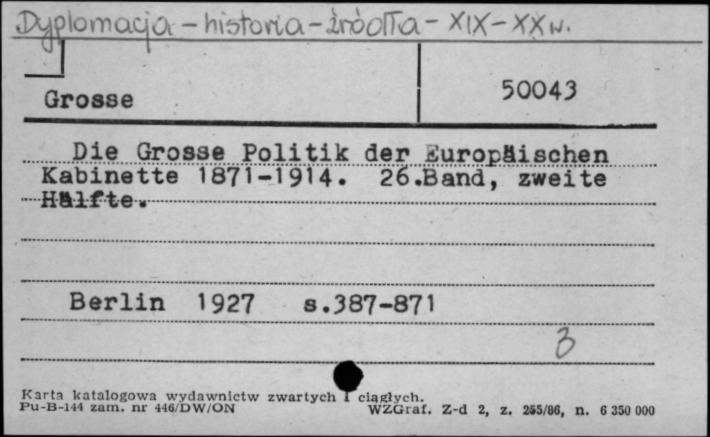 Dyplomacja – historia – źródła – XIX – XX w.
Grosse
50043
Die Grosse Politik der Europäischen
Kabinette 1871-1914. 26.Band, zweite
Hälfte.
Berlin 1927 s.387-871
3
Karta katalogowa wydawnictw zwartych i ciągłych.
Pu-B-144 zam. nr 446/DW/ON
WZGraf. Z-d 2, z. 255/86, n. 6 350 000